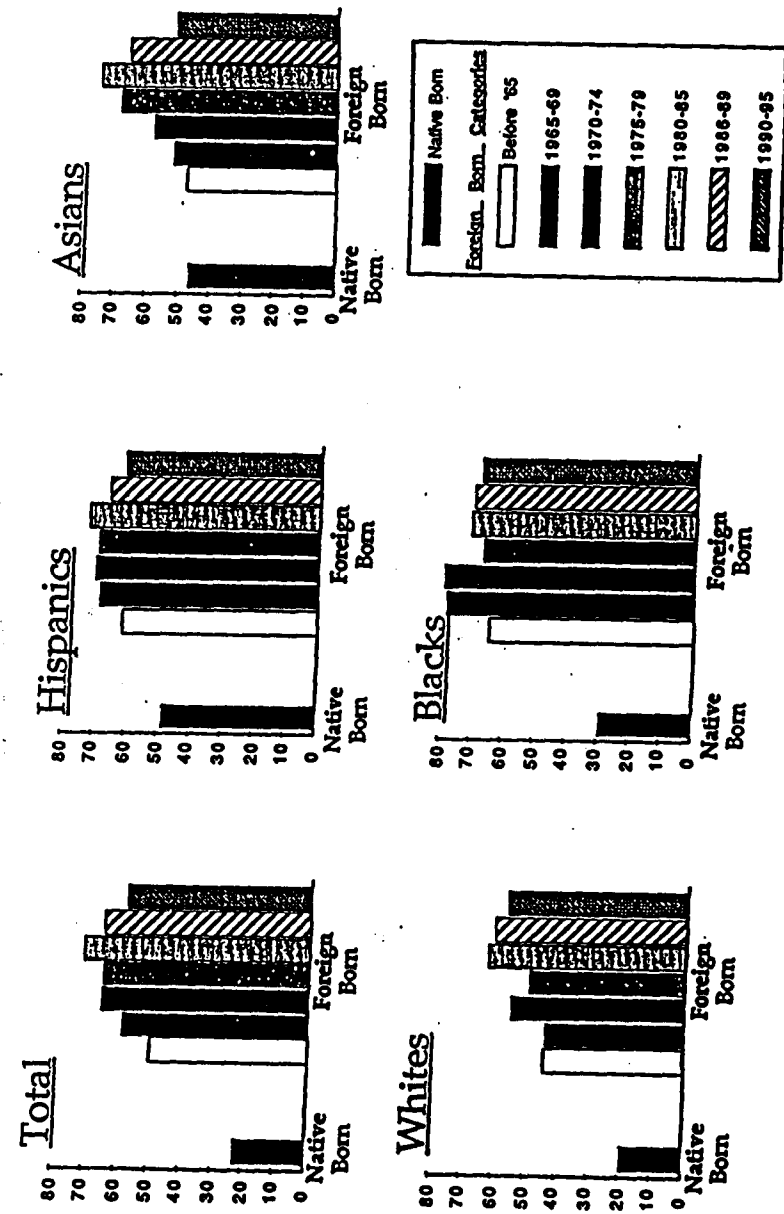 Total
80
70
60
50
40
30
20
10
0
Native
Born
Foreign
Born
Hispanics
80
70
60
50
40
30
20
10
0
Native
Born
Foreign
Born
Asians
80
70
60
50
40
30
20
10
0
Native
Born
Foreign
Born
Whites
80
70
60
50
40
30
20
10
0
Native
Born
Foreign
Born
Blacks
80
70
60
50
40
30
20
10
0
Native
Born
Foreign
Born
Native Born
Foreign Born Categories
Before '65
1965-69
1970-74
1975-79
1980-85
1986-89
1990-95